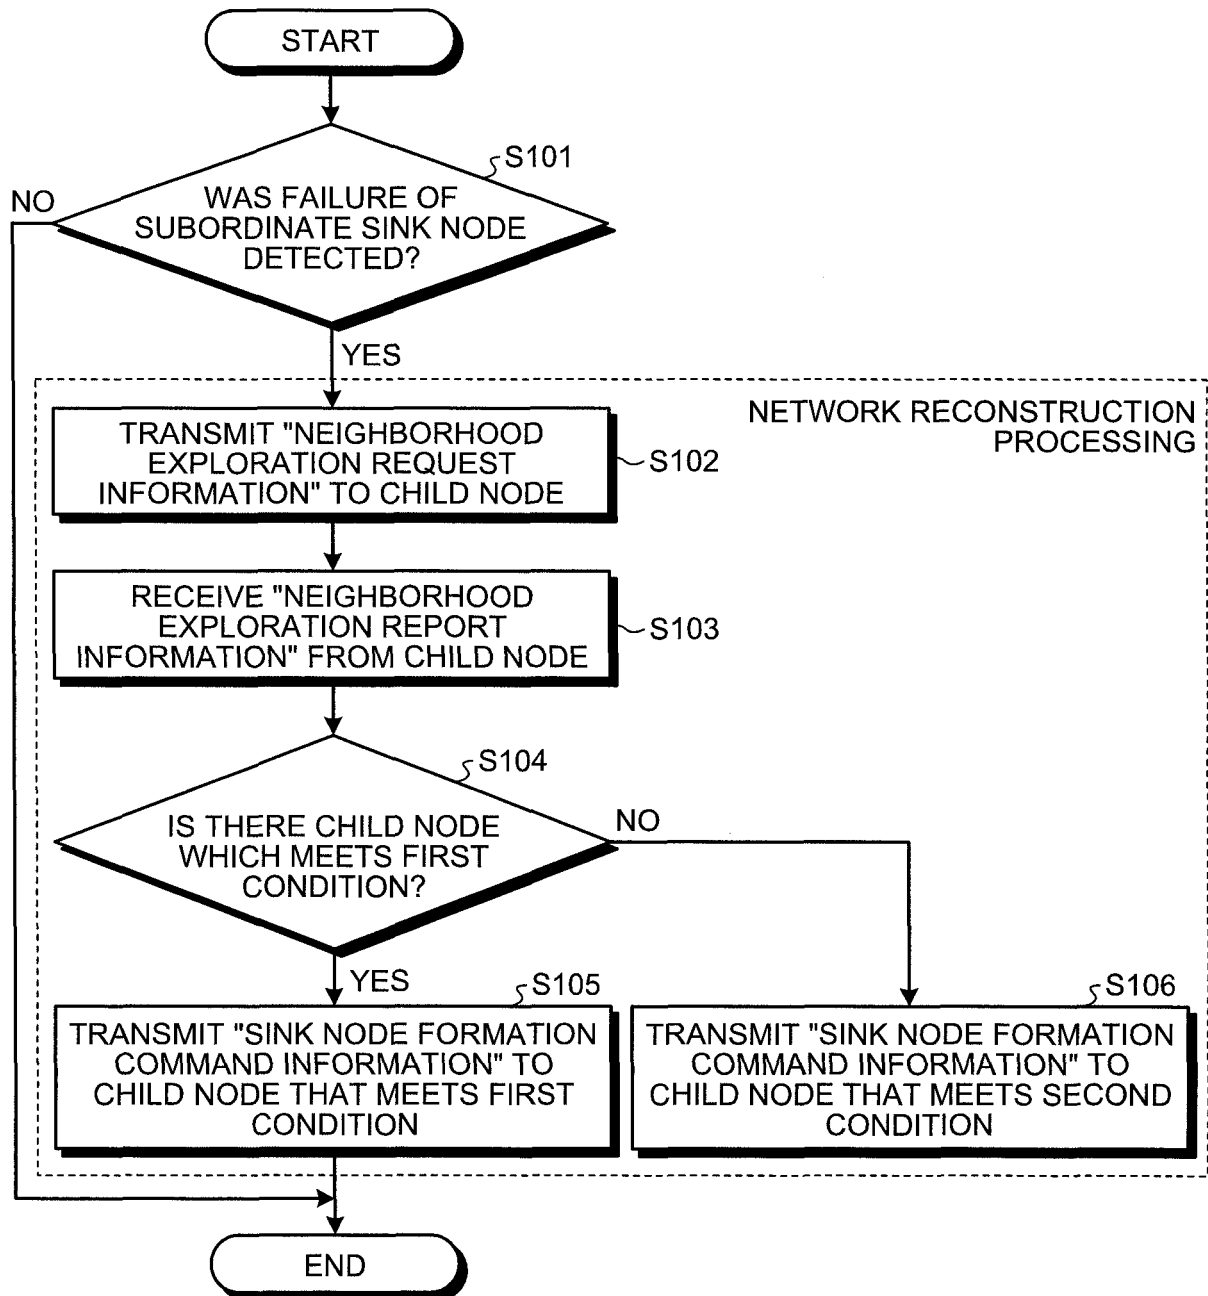 START
S101
NO
WAS FAILURE OF
SUBORDINATE SINK NODE
DETECTED?
YES
NETWORK RECONSTRUCTION
PROCESSING
TRANSMIT "NEIGHBORHOOD
EXPLORATION REQUEST
INFORMATION" TO CHILD NODE
S102
RECEIVE "NEIGHBORHOOD
EXPLORATION REPORT
INFORMATION" FROM CHILD NODE
S103
S104
IS THERE CHILD NODE
WHICH MEETS FIRST
CONDITION?
NO
YES
S105
TRANSMIT "SINK NODE FORMATION
COMMAND INFORMATION" TO
CHILD NODE THAT MEETS FIRST
CONDITION
S106
TRANSMIT "SINK NODE FORMATION
COMMAND INFORMATION" TO
CHILD NODE THAT MEETS SECOND
CONDITION
END